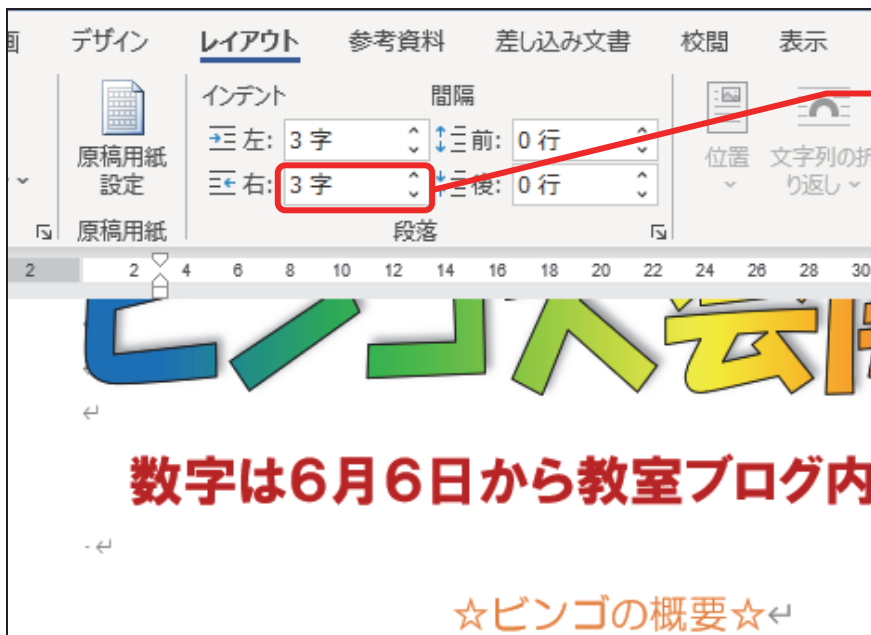 デザイン レイアウト 参考資料 差し込み文書 校閲 表示
インデント 間隔
左: 3 字 前: 0 行
右: 3 字 後: 0 行
原稿用紙
設定
位置 文字列の折
り返し
原稿用紙 段落
2 2 4 6 8 10 12 14 16 18 20 22 24 26 28 30
ビンゴ大会
数字は6月6日から教室ブログ内
☆ビンゴの概要☆